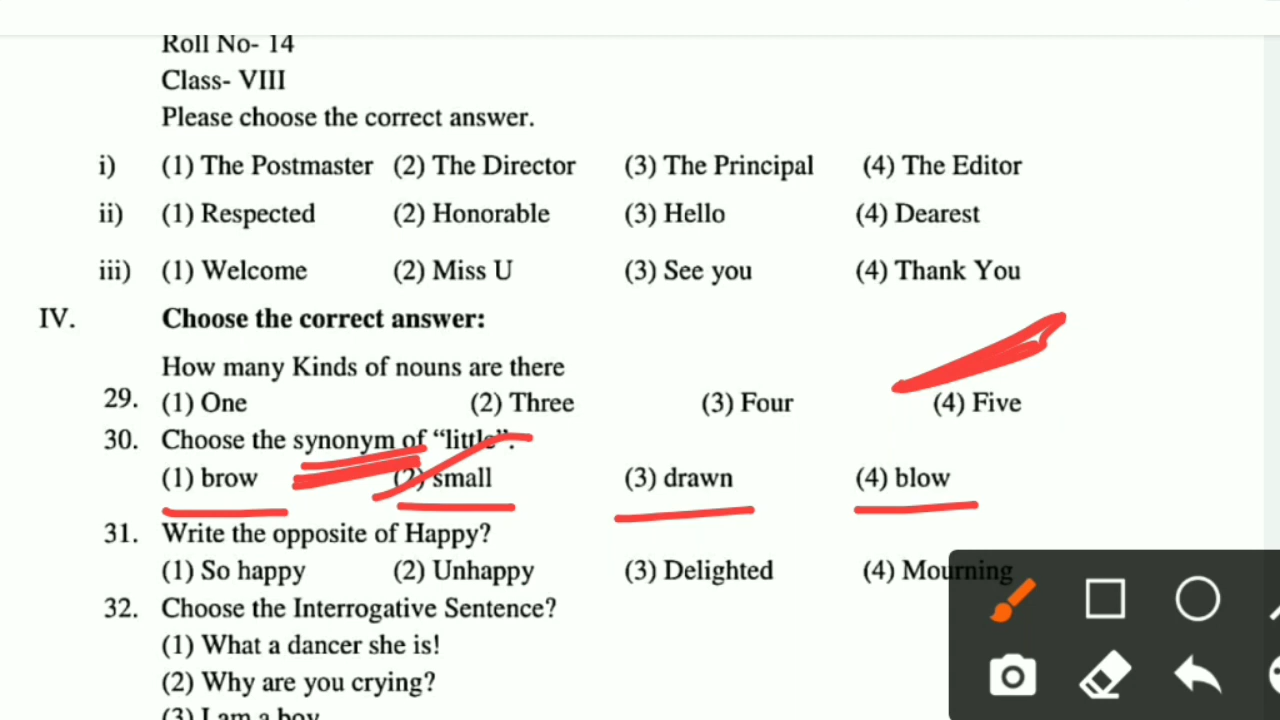 Roll No- 14
Class- VIII
Please choose the correct answer.
i) (1) The Postmaster (2) The Director (3) The Principal (4) The Editor
ii) (1) Respected (2) Honorable (3) Hello (4) Dearest
iii) (1) Welcome (2) Miss U (3) See you (4) Thank You
IV. Choose the correct answer:
How many Kinds of nouns are there
29. (1) One (2) Three (3) Four (4) Five
30. Choose the synonym of “little”.
(1) brow (2) small (3) drawn (4) blow
31. Write the opposite of Happy?
(1) So happy (2) Unhappy (3) Delighted (4) Mourning
32. Choose the Interrogative Sentence?
(1) What a dancer she is!
(2) Why are you crying?
(3) I am a boy